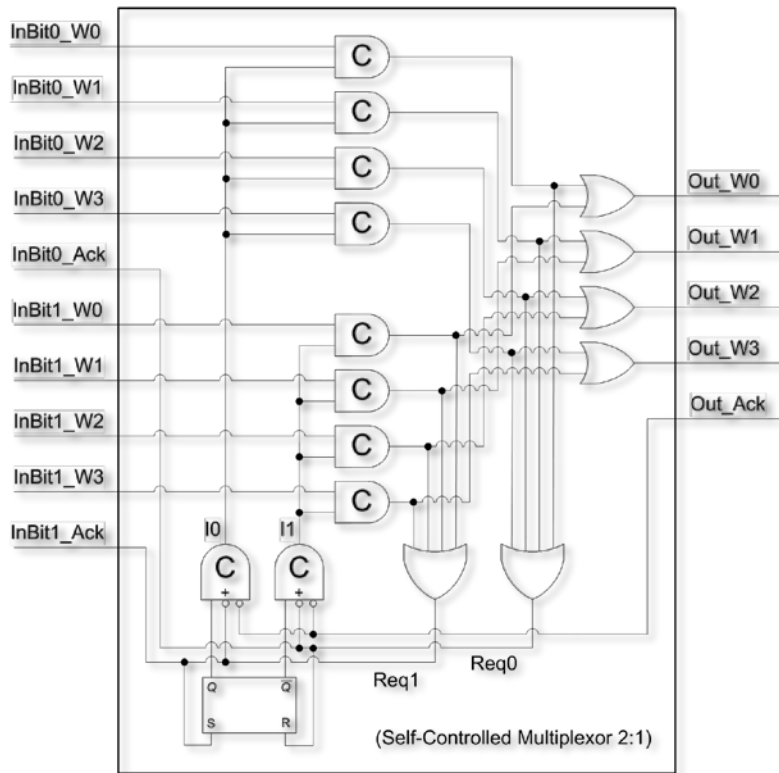 InBit0_W0
C
InBit0_W1
C
InBit0_W2
C
Out_W0
InBit0_W3
C
Out_W1
InBit0_Ack
Out_W2
InBit1_W0
C
Out_W3
InBit1_W1
C
Out_Ack
InBit1_W2
C
InBit1_W3
C
InBit1_Ack
I0
I1
C
C
+
+
Req1
Req0
Q
Q̅
S
R
(Self-Controlled Multiplexor 2:1)